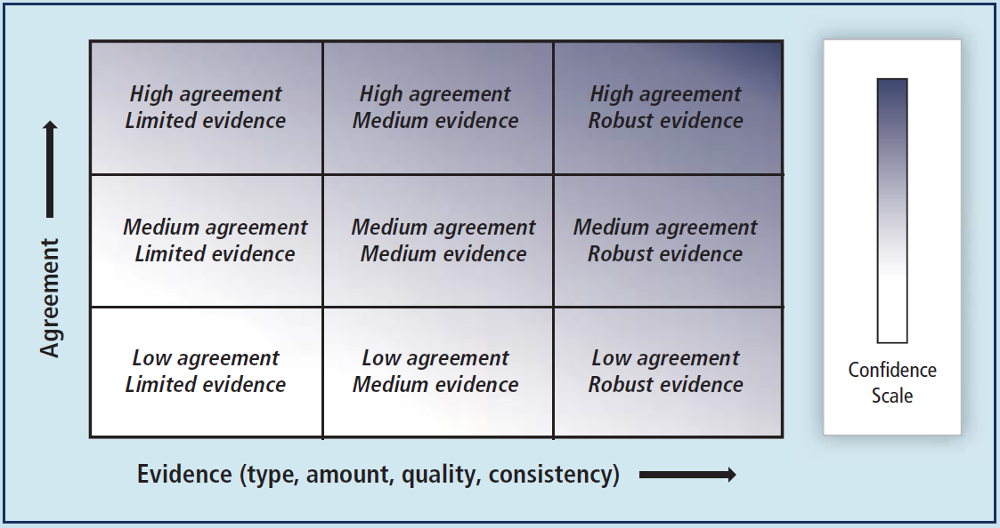 High agreement
Limited evidence
High agreement
Medium evidence
High agreement
Robust evidence
Medium agreement
Limited evidence
Medium agreement
Medium evidence
Medium agreement
Robust evidence
Low agreement
Limited evidence
Low agreement
Medium evidence
Low agreement
Robust evidence
Agreement
Evidence (type, amount, quality, consistency)
Confidence
Scale